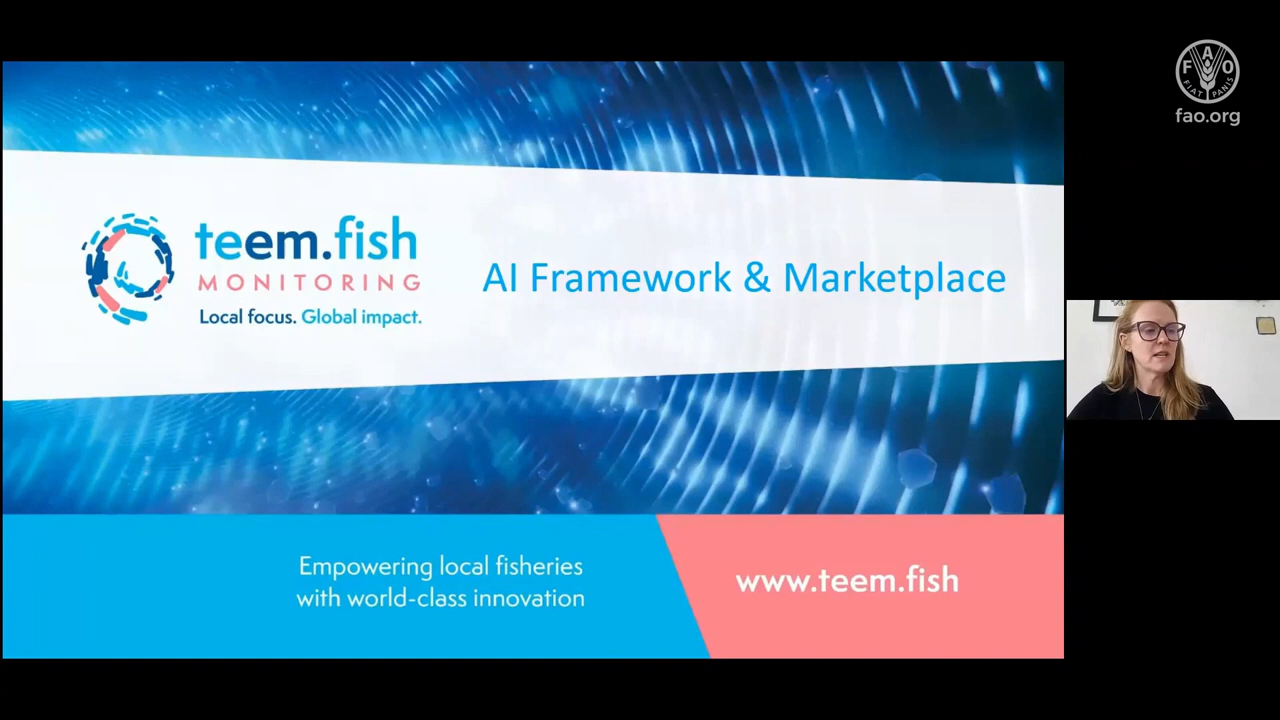 teem.fish
MONITORING
Local focus. Global impact.
AI Framework & Marketplace
Empowering local fisheries
with world-class innovation
www.teem.fish
FAO
FIAT PANIS
fao.org